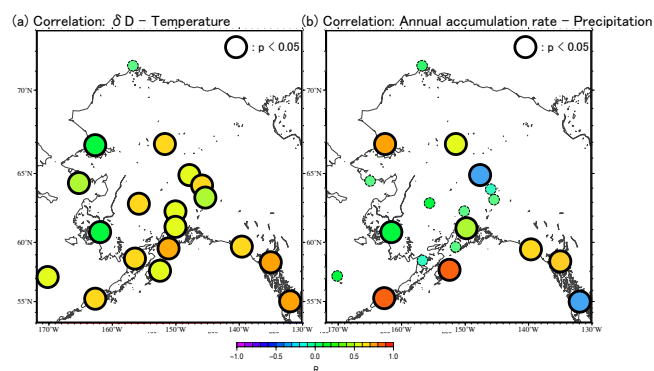 (a) Correlation: δ D – Temperature
(b) Correlation: Annual accumulation rate – Precipitation
: p < 0.05
: p < 0.05
70°N
70°N
65°N
65°N
60°N
60°N
55°N
55°N
170°W 160°W 150°W 140°W 130°W
170°W 160°W 150°W 140°W 130°W
-1.0 -0.5 0.0 0.5 1.0